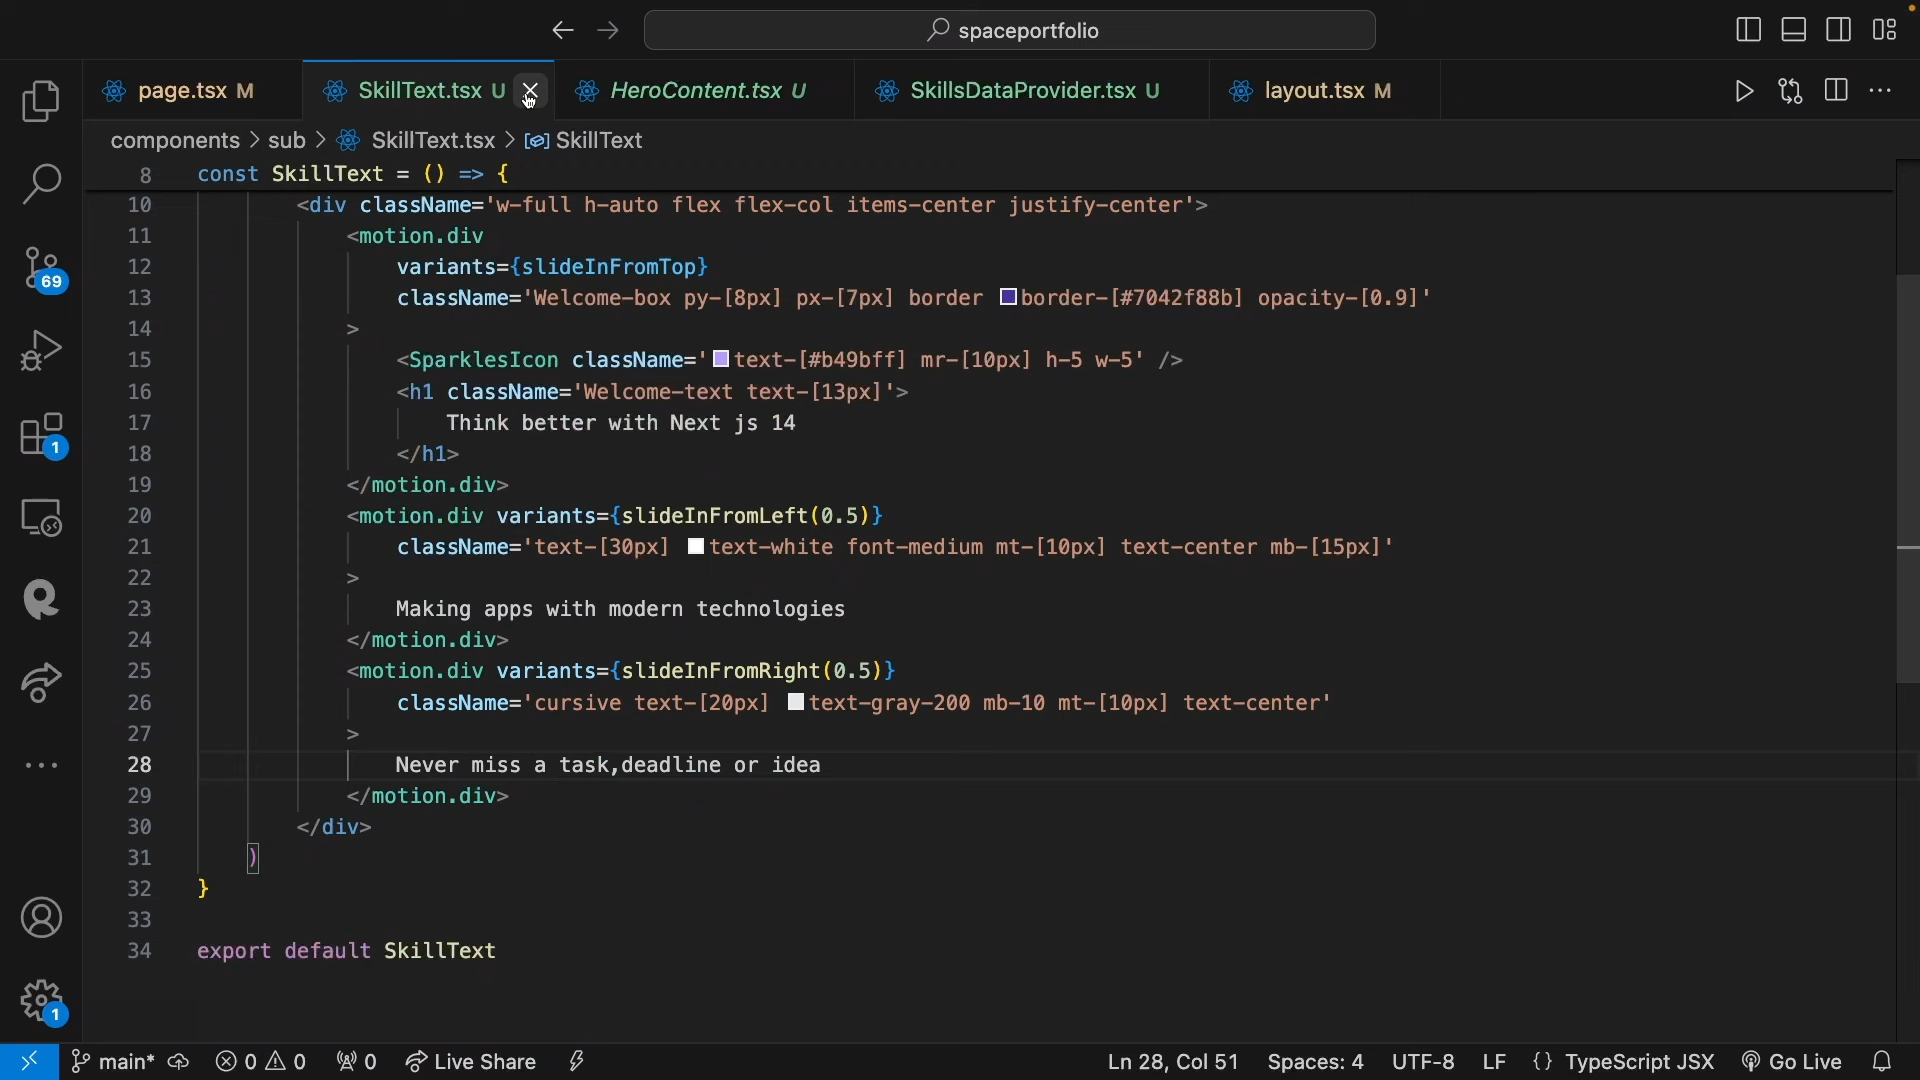 spaceportfolio
page.tsx M SkillText.tsx U HeroContent.tsx U SkillsDataProvider.tsx U layout.tsx M
components > sub > SkillText.tsx > SkillText
8 const SkillText = () => {
10 <div className='w-full h-auto flex flex-col items-center justify-center'>
11 <motion.div
12 variants={slideInFromTop}
13 className='Welcome-box py-[8px] px-[7px] border border-[#7042f88b] opacity-[0.9]'
14 >
15 <SparklesIcon className='text-[#b49bff] mr-[10px] h-5 w-5' />
16 <h1 className='Welcome-text text-[13px]'>
17 Think better with Next js 14
18 </h1>
19 </motion.div>
20 <motion.div variants={slideInFromLeft(0.5)}
21 className='text-[30px] text-white font-medium mt-[10px] text-center mb-[15px]'
22 >
23 Making apps with modern technologies
24 </motion.div>
25 <motion.div variants={slideInFromRight(0.5)}
26 className='cursive text-[20px] text-gray-200 mb-10 mt-[10px] text-center'
27 >
28 Never miss a task,deadline or idea
29 </motion.div>
30 </div>
31 )
32 }
33
34 export default SkillText
69
1
1
main* 0 0 0 Live Share Ln 28, Col 51 Spaces: 4 UTF-8 LF {} TypeScript JSX Go Live